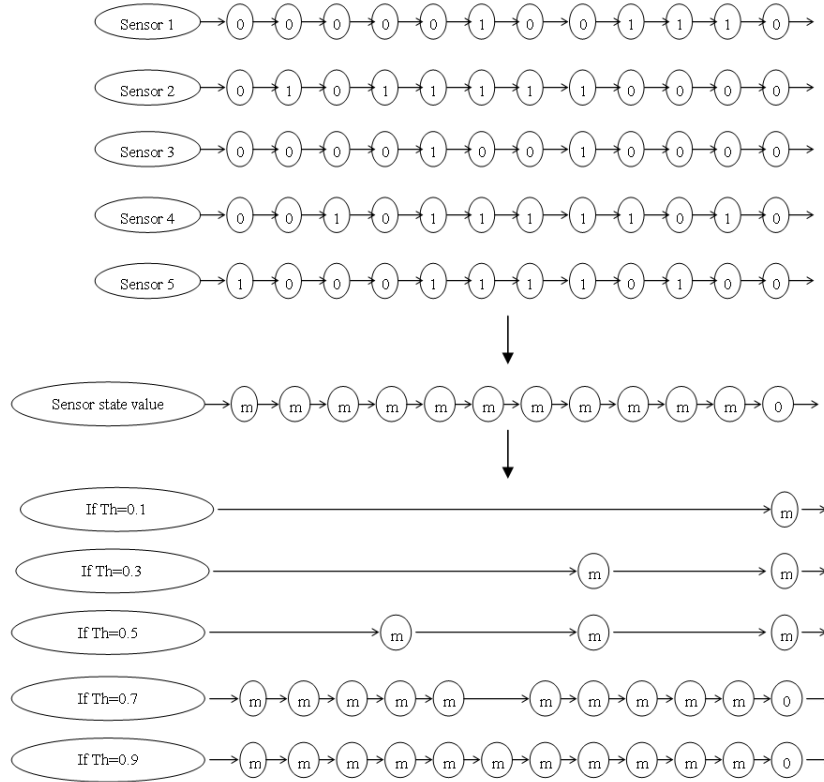 Sensor 1 0 0 0 0 0 1 0 0 1 1 1 0
Sensor 2 0 1 0 1 1 1 1 1 0 0 0 0
Sensor 3 0 0 0 0 1 0 0 1 0 0 0 0
Sensor 4 0 0 1 0 1 1 1 1 1 0 1 0
Sensor 5 1 0 0 0 1 1 1 1 0 1 0 0
Sensor state value m m m m m m m m m m m 0
If Th=0.1 m
If Th=0.3 m m
If Th=0.5 m m m
If Th=0.7 m m m m m m m m m m 0
If Th=0.9 m m m m m m m m m m m 0